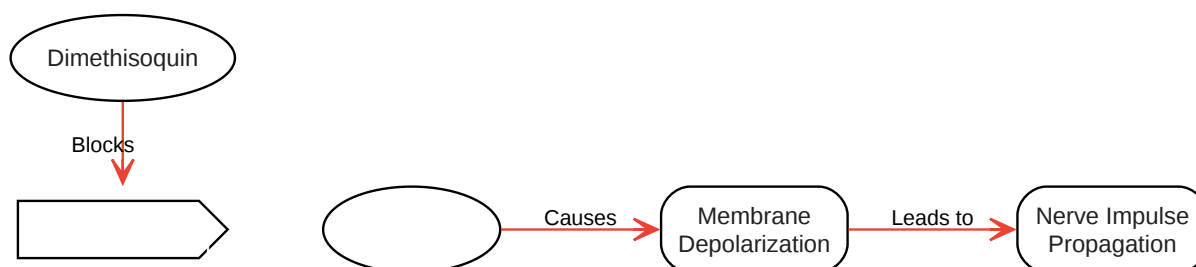 Dimethisoquin
Blocks
Causes
Membrane
Depolarization
Leads to
Nerve Impulse
Propagation